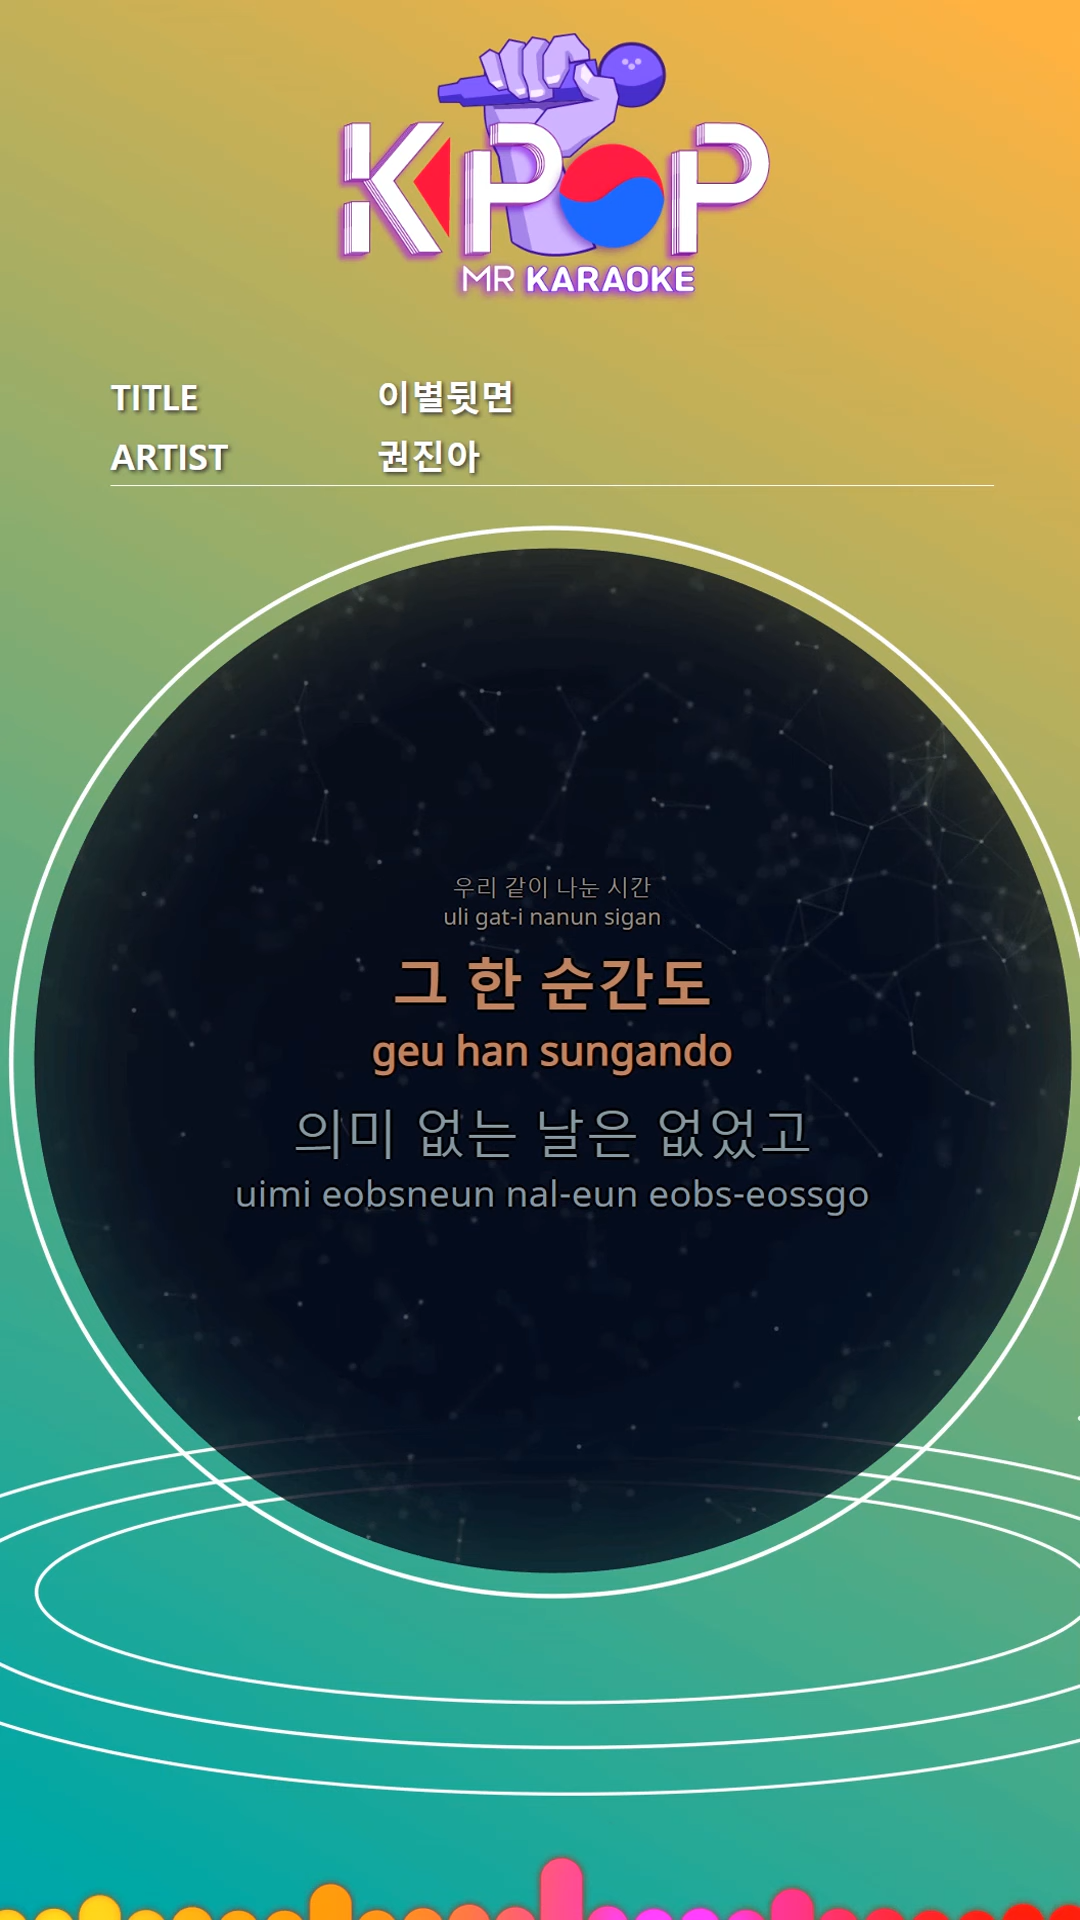 KPOP
MR KARAOKE
TITLE 이별뒷면
ARTIST 권진아
우리 같이 나눈 시간
uli gat-i nanun sigan
그 한 순간도
geu han sungando
의미 없는 날은 없었고
uimi eobsneun nal-eun eobs-eossgo